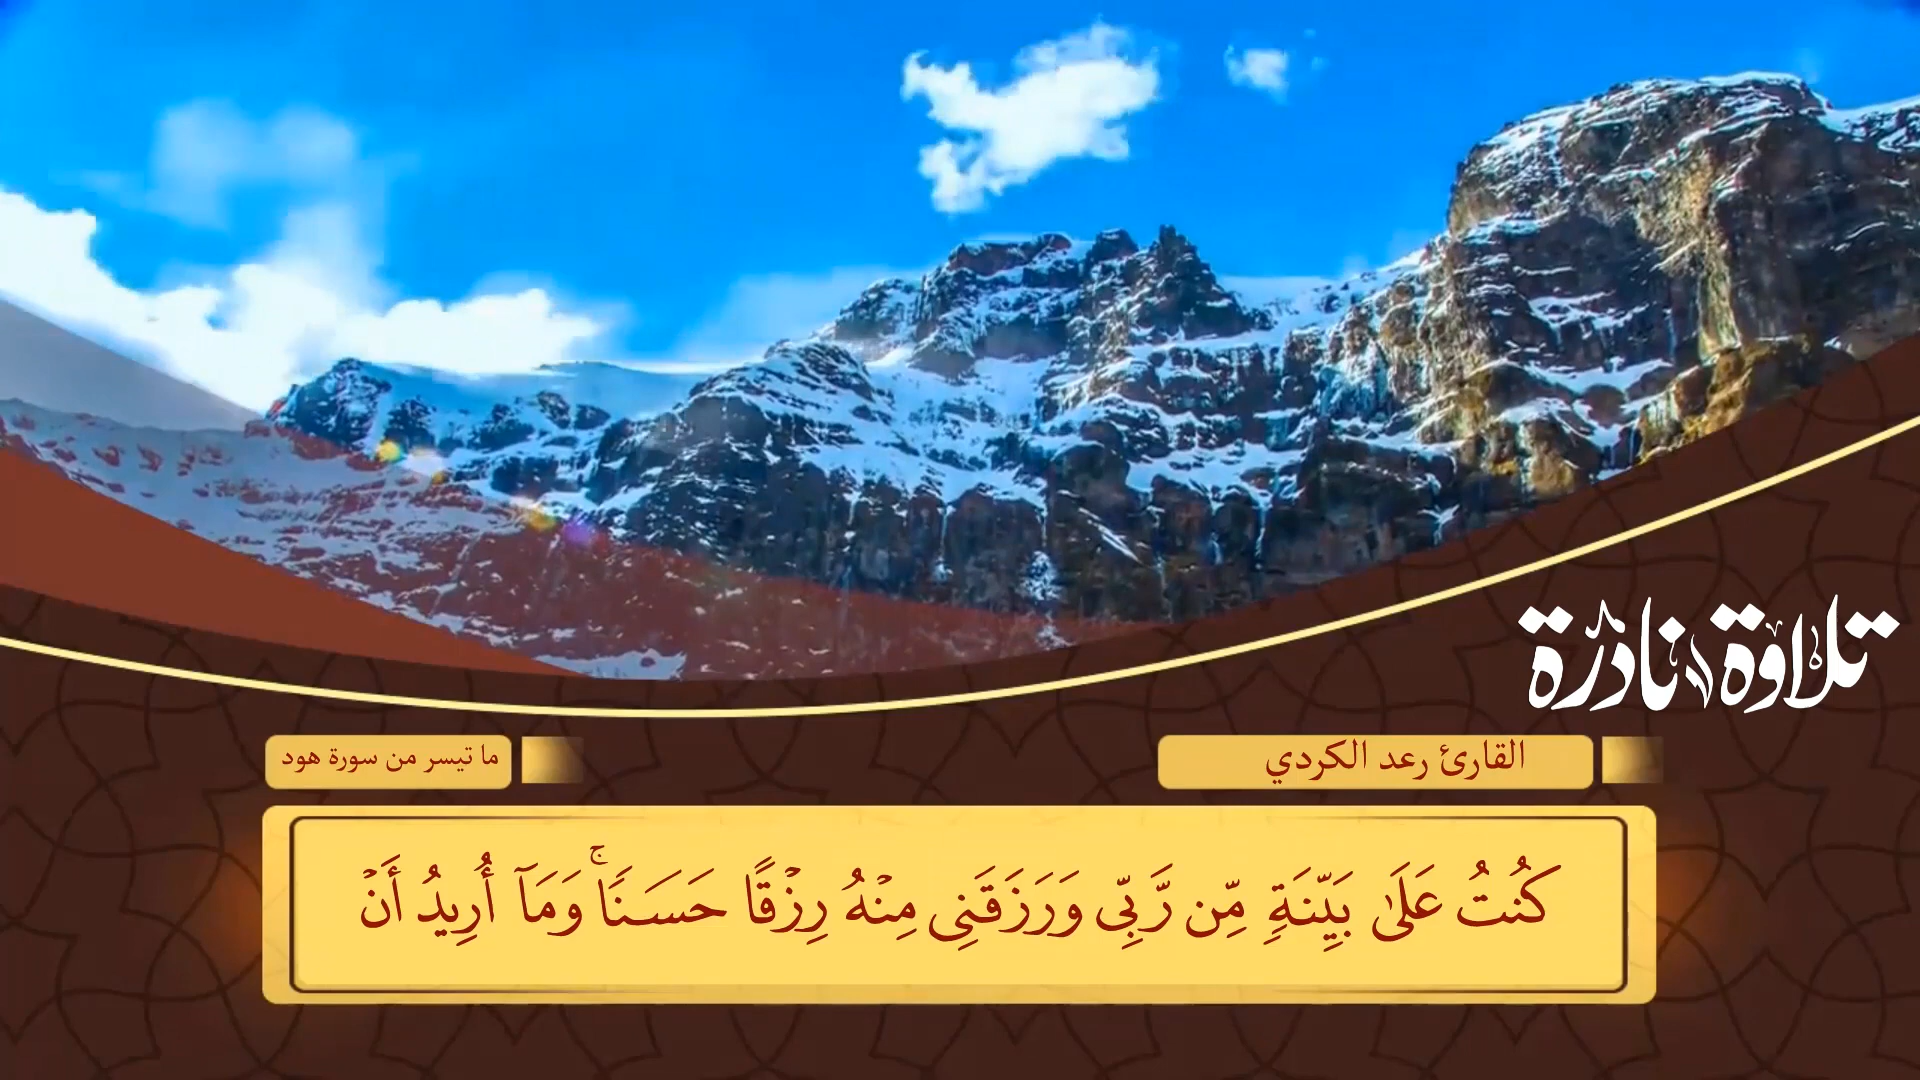 تلاوة نادرة
القارئ رعد الكردي
ما تيسر من سورة هود
كُنتُ عَلَىٰ بَيِّنَةٍ مِّن رَّبِّى وَرَزَقَنِى مِنْهُ رِزْقًا حَسَنًا ۚ وَمَآ أُرِيدُ أَنْ